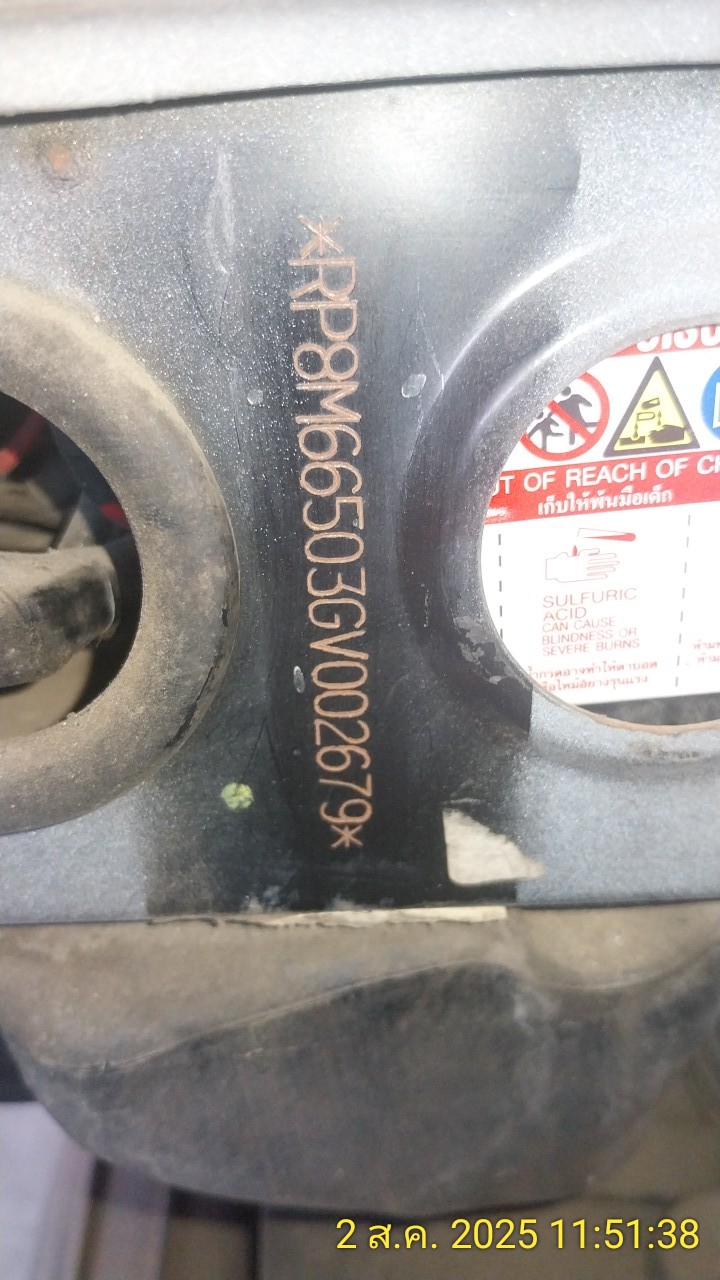 *RP8M66503GV002679*
UT OF REACH OF C
เก็บให้พ้นมือเด็ก
SULFURIC
ACID
CAN CAUSE
BLINDNESS OR
SEVERE BURNS
2 ส.ค. 2025 11:51:38